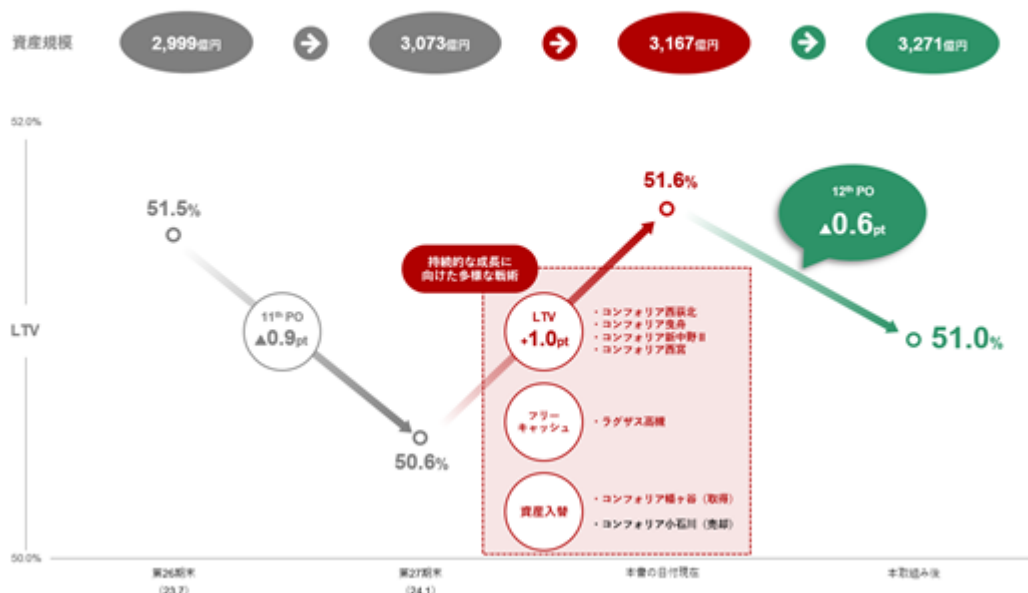 資産規模
2,999億円
3,073億円
3,167億円
3,271億円
52.0%
LTV
50.0%
51.5%
11th PO
▲0.9pt
50.6%
持続的な成長に
向けた多様な戦術
51.6%
LTV
+1.0pt
・コンフォリア西荻北
・コンフォリア曳舟
・コンフォリア新中野Ⅱ
・コンフォリア西宮
フリー
キャッシュ
・ラグザス高槻
資産入替
・コンフォリア幡ヶ谷（取得）
・コンフォリア小石川（売却）
12th PO
▲0.6pt
51.0%
第26期末
(23.7)
第27期末
(24.1)
本書の日付現在
本取組み後